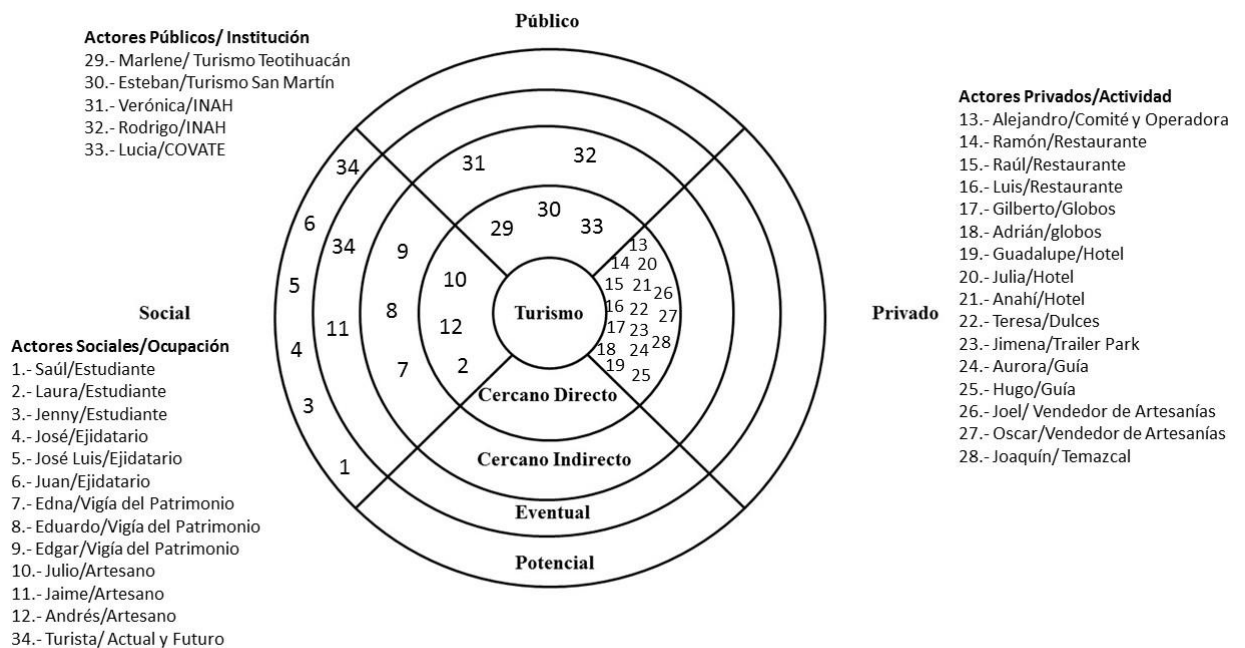 Público
Actores Públicos/ Institución
29.- Marlene/ Turismo Teotihuacán
30.- Esteban/Turismo San Martín
31.- Verónica/INAH
32.- Rodrigo/INAH
33.- Lucia/COVATE
Social
Actores Sociales/Ocupación
1.- Saúl/Estudiante
2.- Laura/Estudiante
3.- Jenny/Estudiante
4.- José/Ejidatario
5.- José Luis/Ejidatario
6.- Juan/Ejidatario
7.- Edna/Vigía del Patrimonio
8.- Eduardo/Vigía del Patrimonio
9.- Edgar/Vigía del Patrimonio
10.- Julio/Artesano
11.- Jaime/Artesano
12.- Andrés/Artesano
34.- Turista/ Actual y Futuro
34
6
5
4
3
1
34
11
9
8
7
10
12
2
31
32
29
30
33
Turismo
13
14
20
15
21
26
16
22
27
17
23
28
18
24
19
25
Cercano Directo
Cercano Indirecto
Eventual
Potencial
Privado
Actores Privados/Actividad
13.- Alejandro/Comité y Operadora
14.- Ramón/Restaurante
15.- Raúl/Restaurante
16.- Luis/Restaurante
17.- Gilberto/Globos
18.- Adrián/globos
19.- Guadalupe/Hotel
20.- Julia/Hotel
21.- Anahí/Hotel
22.- Teresa/Dulces
23.- Jimena/Trailer Park
24.- Aurora/Guía
25.- Hugo/Guía
26.- Joel/ Vendedor de Artesanías
27.- Oscar/Vendedor de Artesanías
28.- Joaquín/ Temazcal